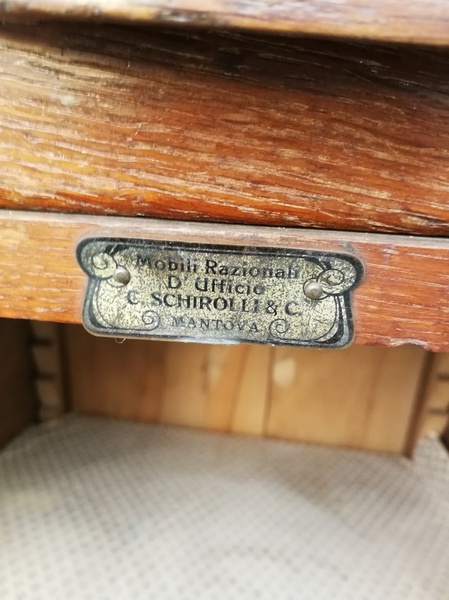 Mobili Razionali
D'Ufficio
C. SCHIROLLI & C.
MANTOVA